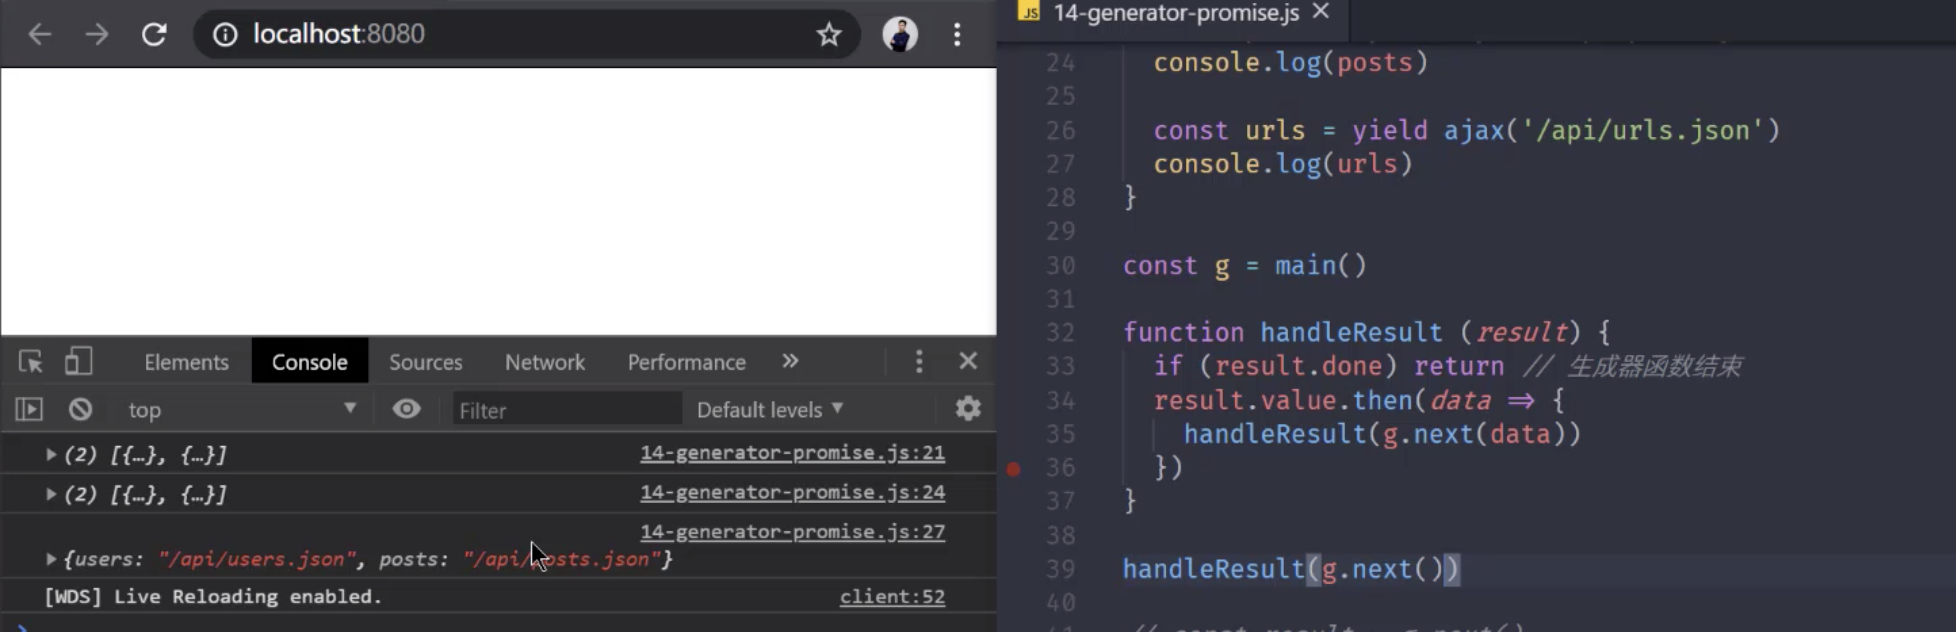 localhost:8080
Elements Console Sources Network Performance »
top Filter Default levels
(2) [{…}, {…}] 14-generator-promise.js:21
(2) [{…}, {…}] 14-generator-promise.js:24
14-generator-promise.js:27
{users: "/api/users.json", posts: "/api/posts.json"}
[WDS] Live Reloading enabled. client:52
JS 14-generator-promise.js
24 console.log(posts)
25
26 const urls = yield ajax('/api/urls.json')
27 console.log(urls)
28 }
29
30 const g = main()
31
32 function handleResult (result) {
33 if (result.done) return // 生成器函数结束
34 result.value.then(data => {
35 handleResult(g.next(data))
36 })
37 }
38
39 handleResult(g.next())
40